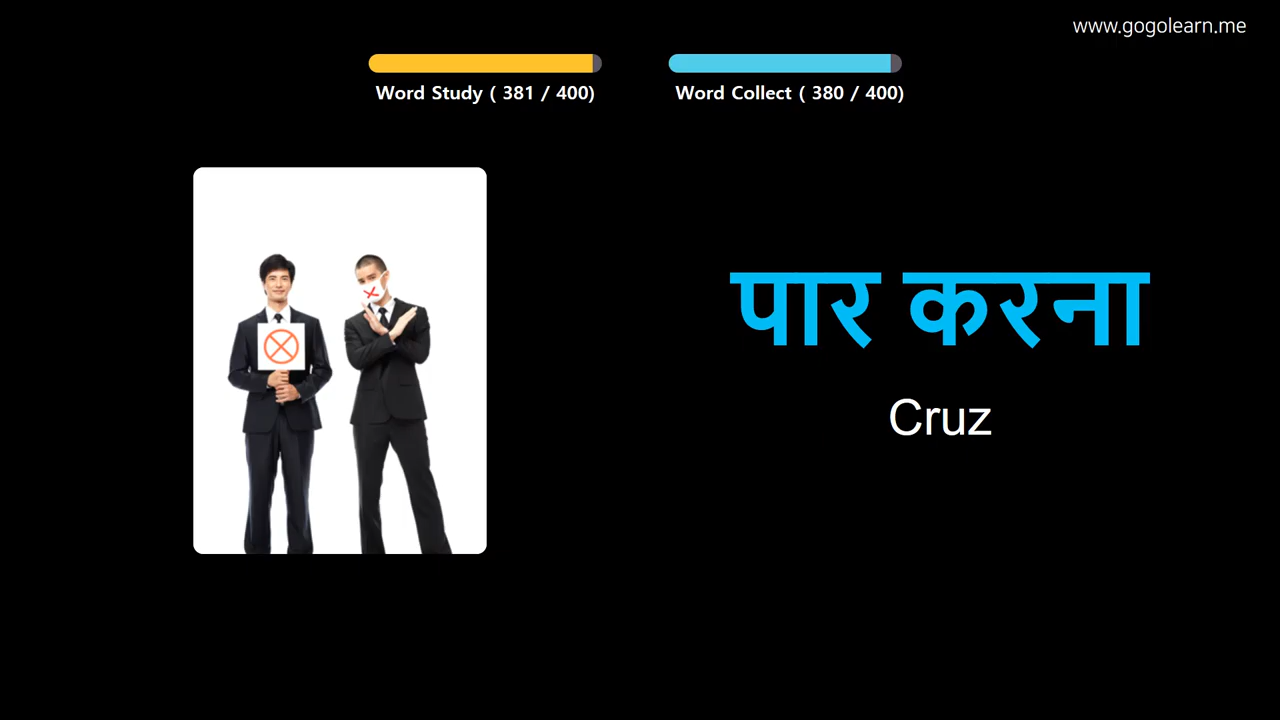 www.gogolearn.me
Word Study ( 381 / 400)
Word Collect ( 380 / 400)
पार करना
Cruz